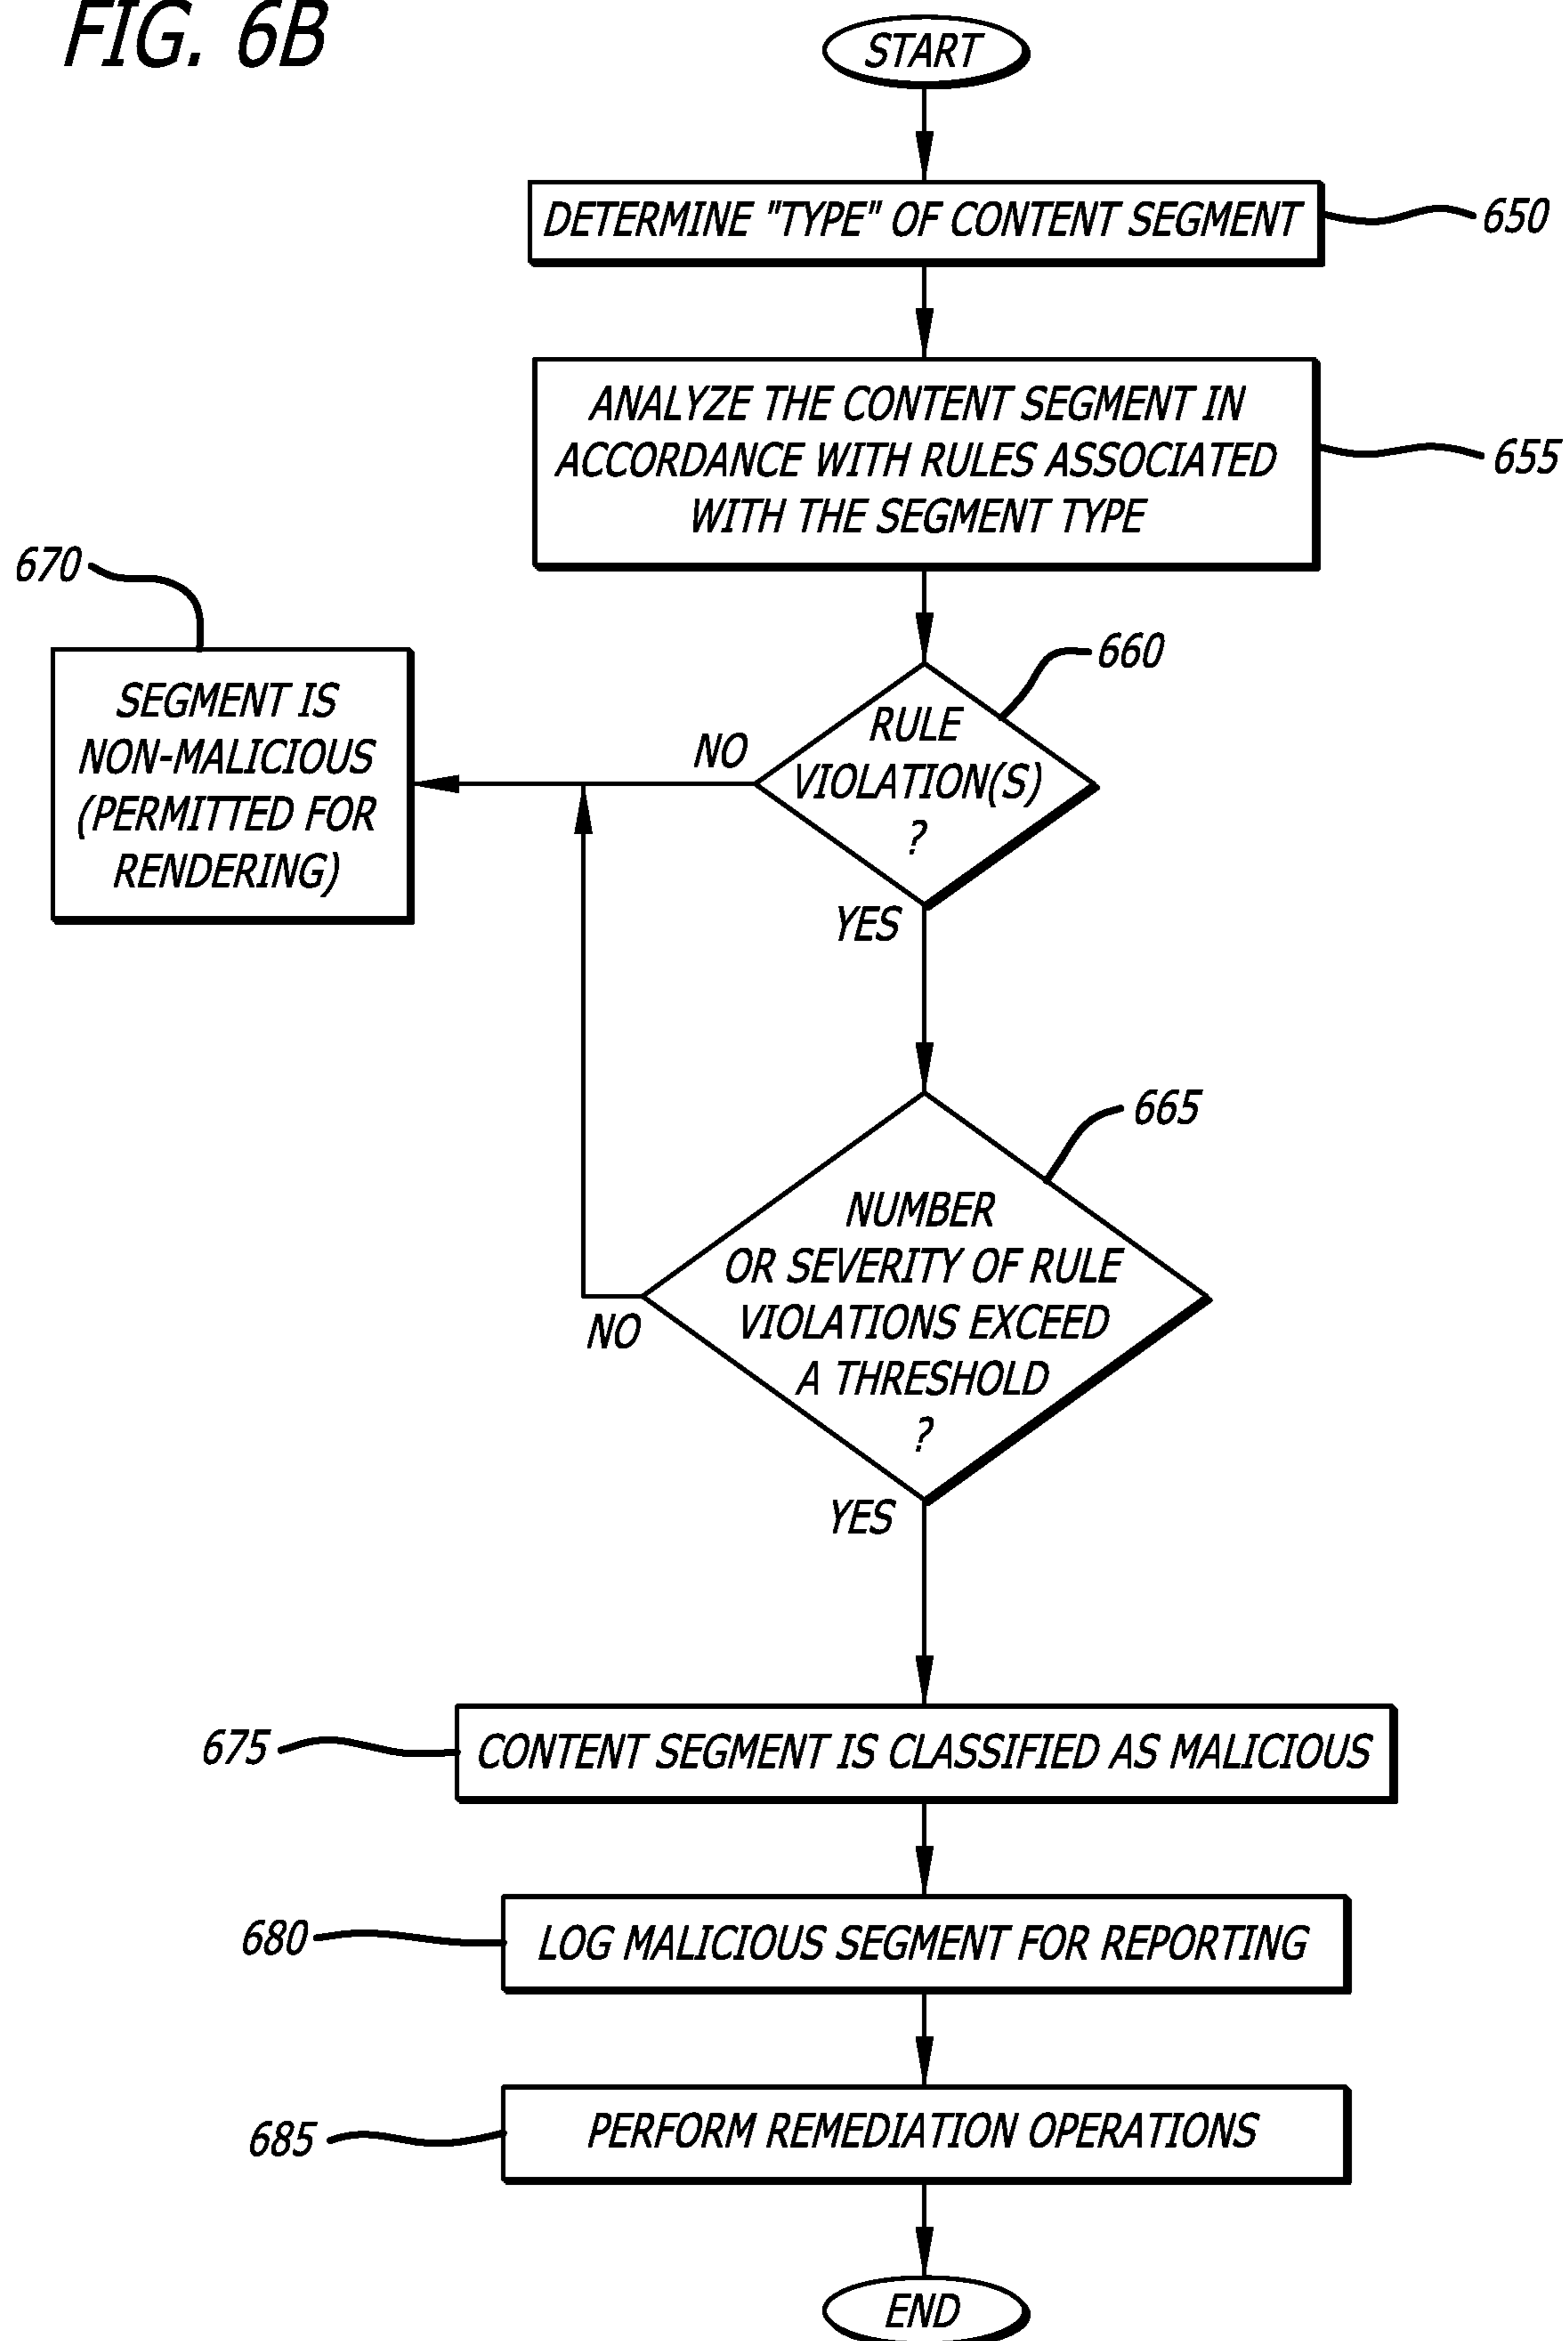 FIG. 6B
START
DETERMINE "TYPE" OF CONTENT SEGMENT
650
ANALYZE THE CONTENT SEGMENT IN
ACCORDANCE WITH RULES ASSOCIATED
WITH THE SEGMENT TYPE
655
670
SEGMENT IS
NON-MALICIOUS
(PERMITTED FOR
RENDERING)
NO
660
RULE
VIOLATION(S)
?
YES
665
NUMBER
OR SEVERITY OF RULE
VIOLATIONS EXCEED
A THRESHOLD
?
NO
YES
675
CONTENT SEGMENT IS CLASSIFIED AS MALICIOUS
680
LOG MALICIOUS SEGMENT FOR REPORTING
685
PERFORM REMEDIATION OPERATIONS
END